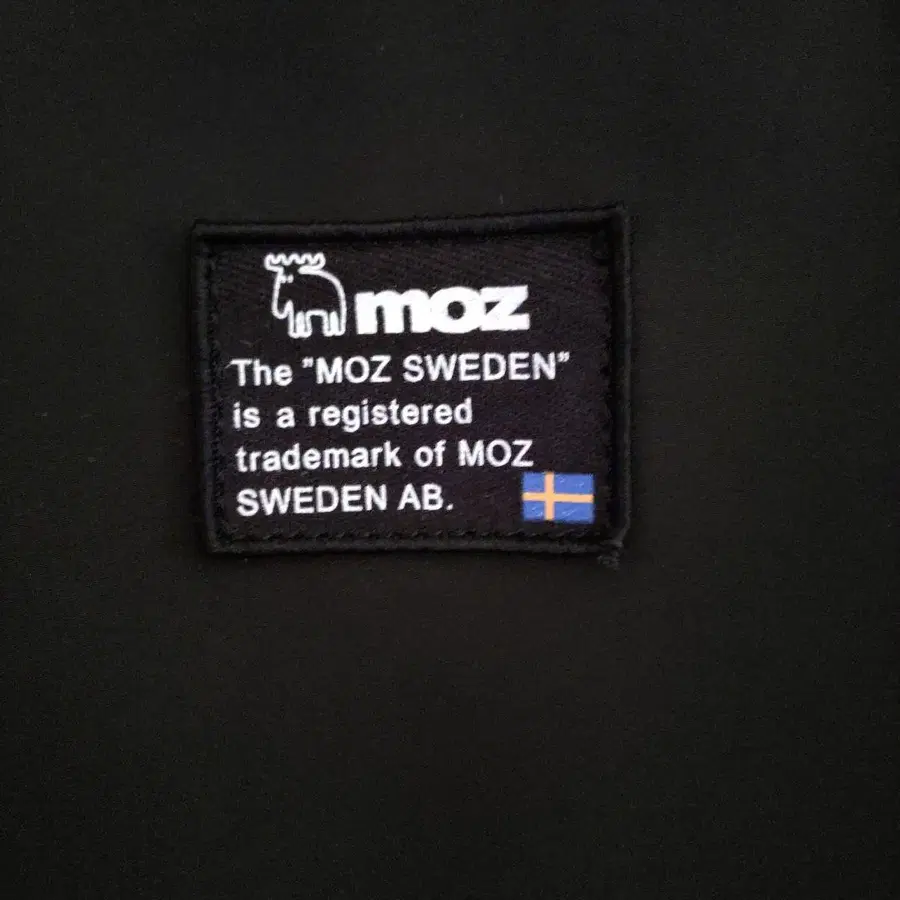 moz
The "MOZ SWEDEN"
is a registered
trademark of MOZ
SWEDEN AB.